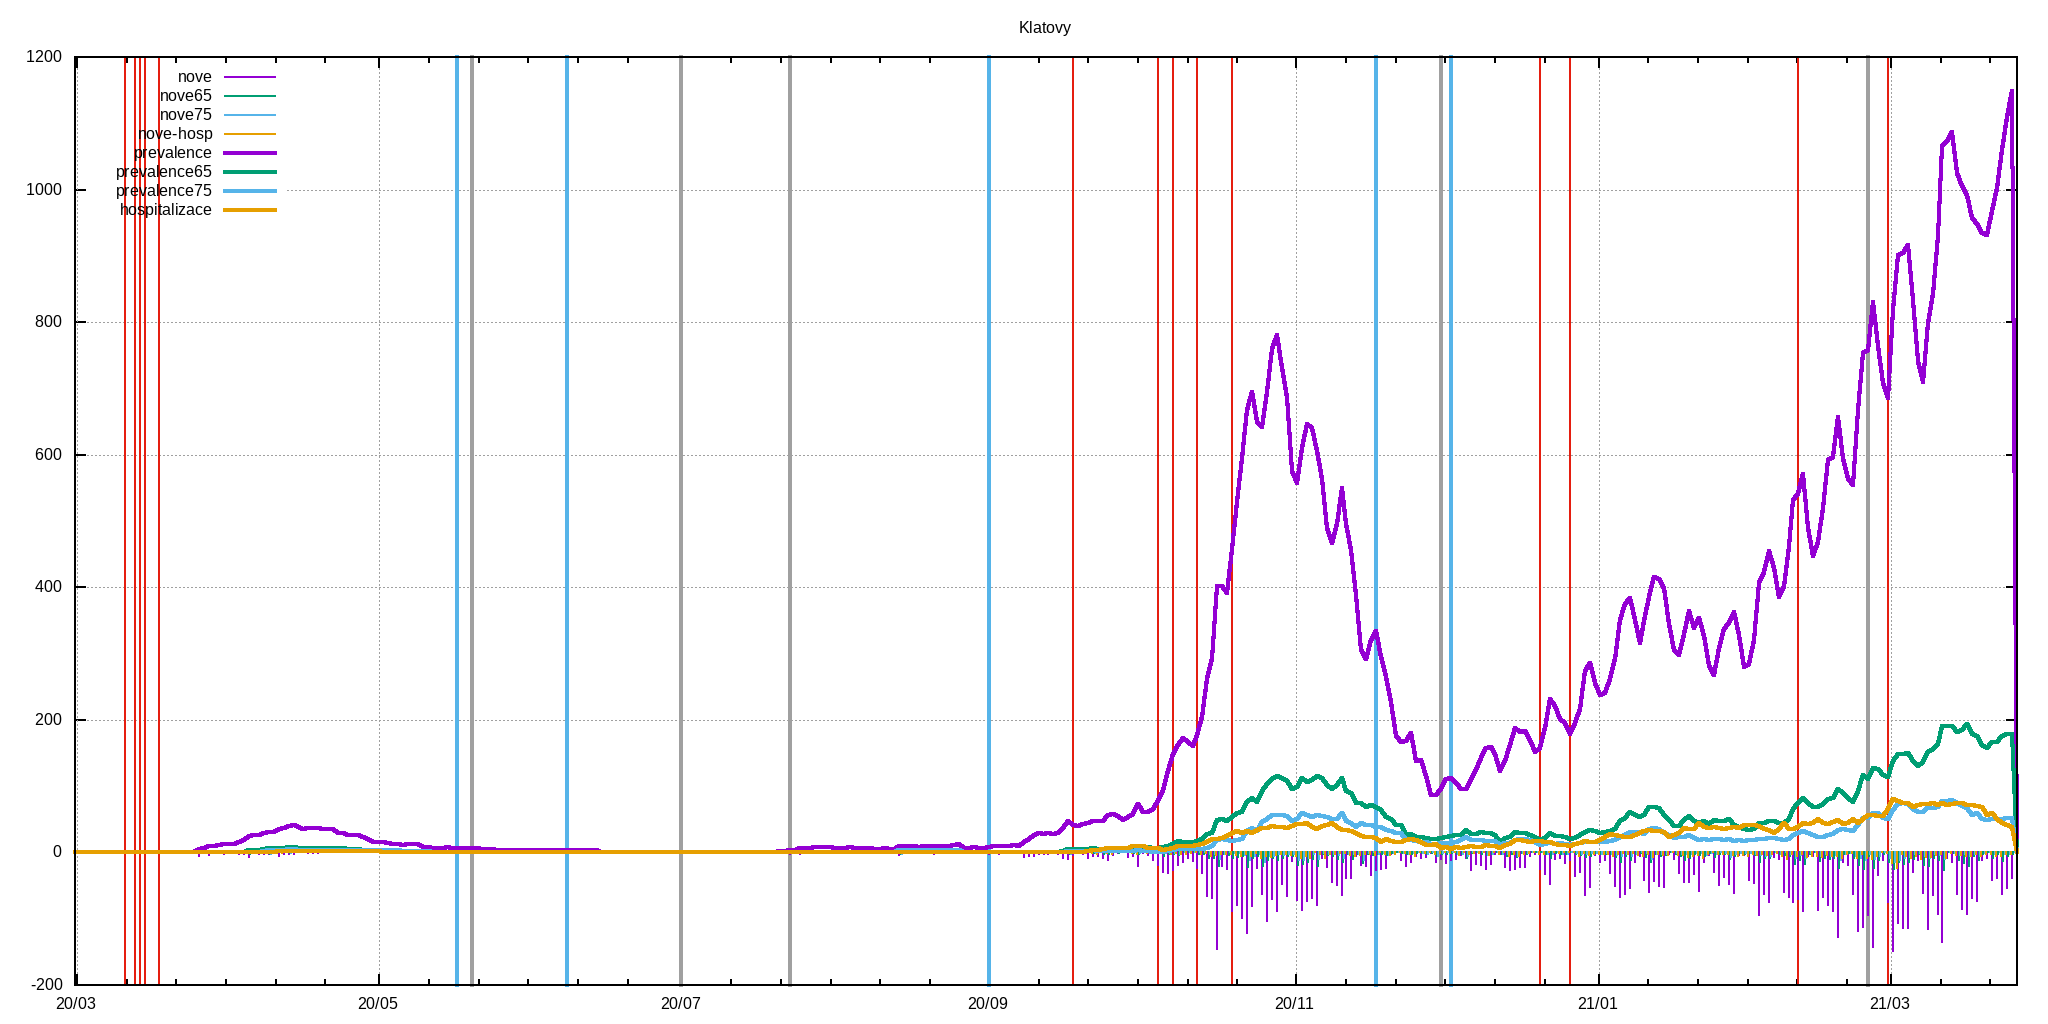 Klatovy
1200
1000
800
600
400
200
0
-200
nove
nove65
nove75
nove-hosp
prevalence
prevalence65
prevalence75
hospitalizace
20/03 20/05 20/07 20/09 20/11 21/01 21/03